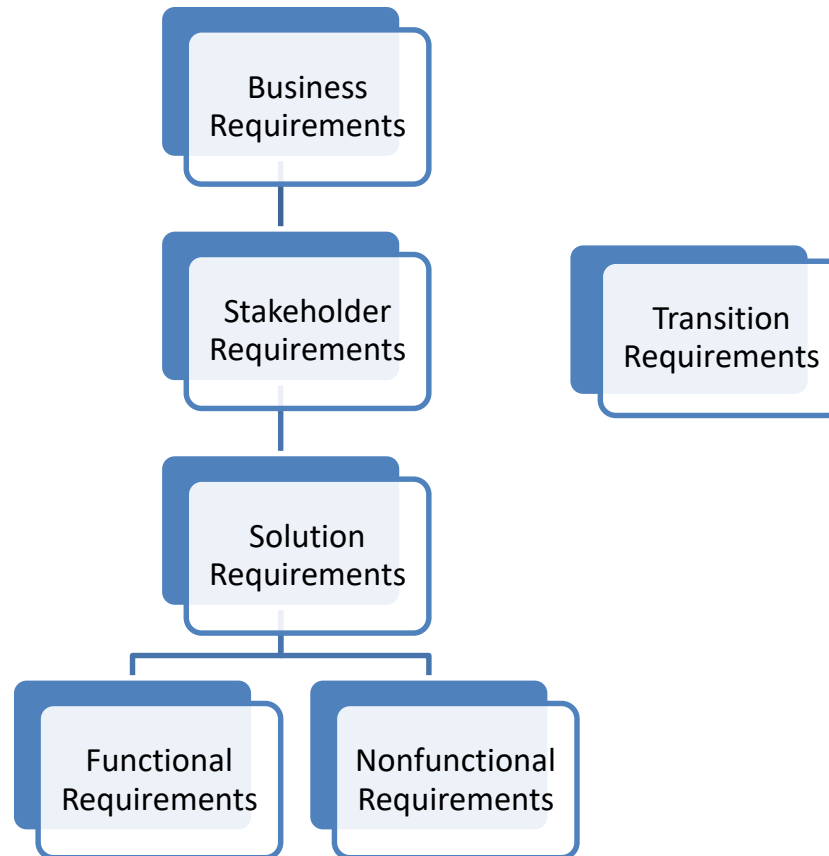 Business
Requirements
Stakeholder
Requirements
Transition
Requirements
Solution
Requirements
Functional
Requirements
Nonfunctional
Requirements